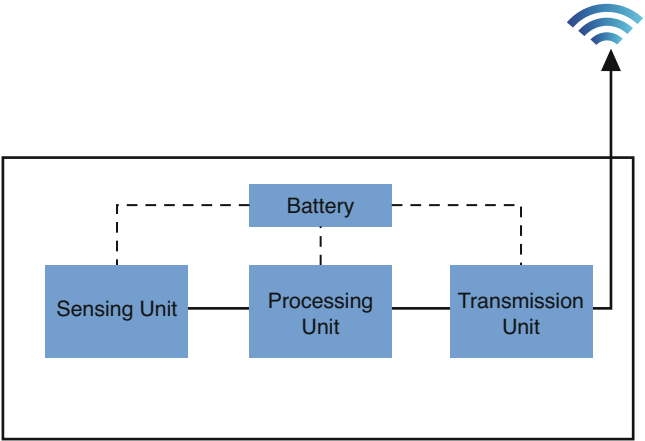 Battery
Sensing Unit
Processing
Unit
Transmission
Unit